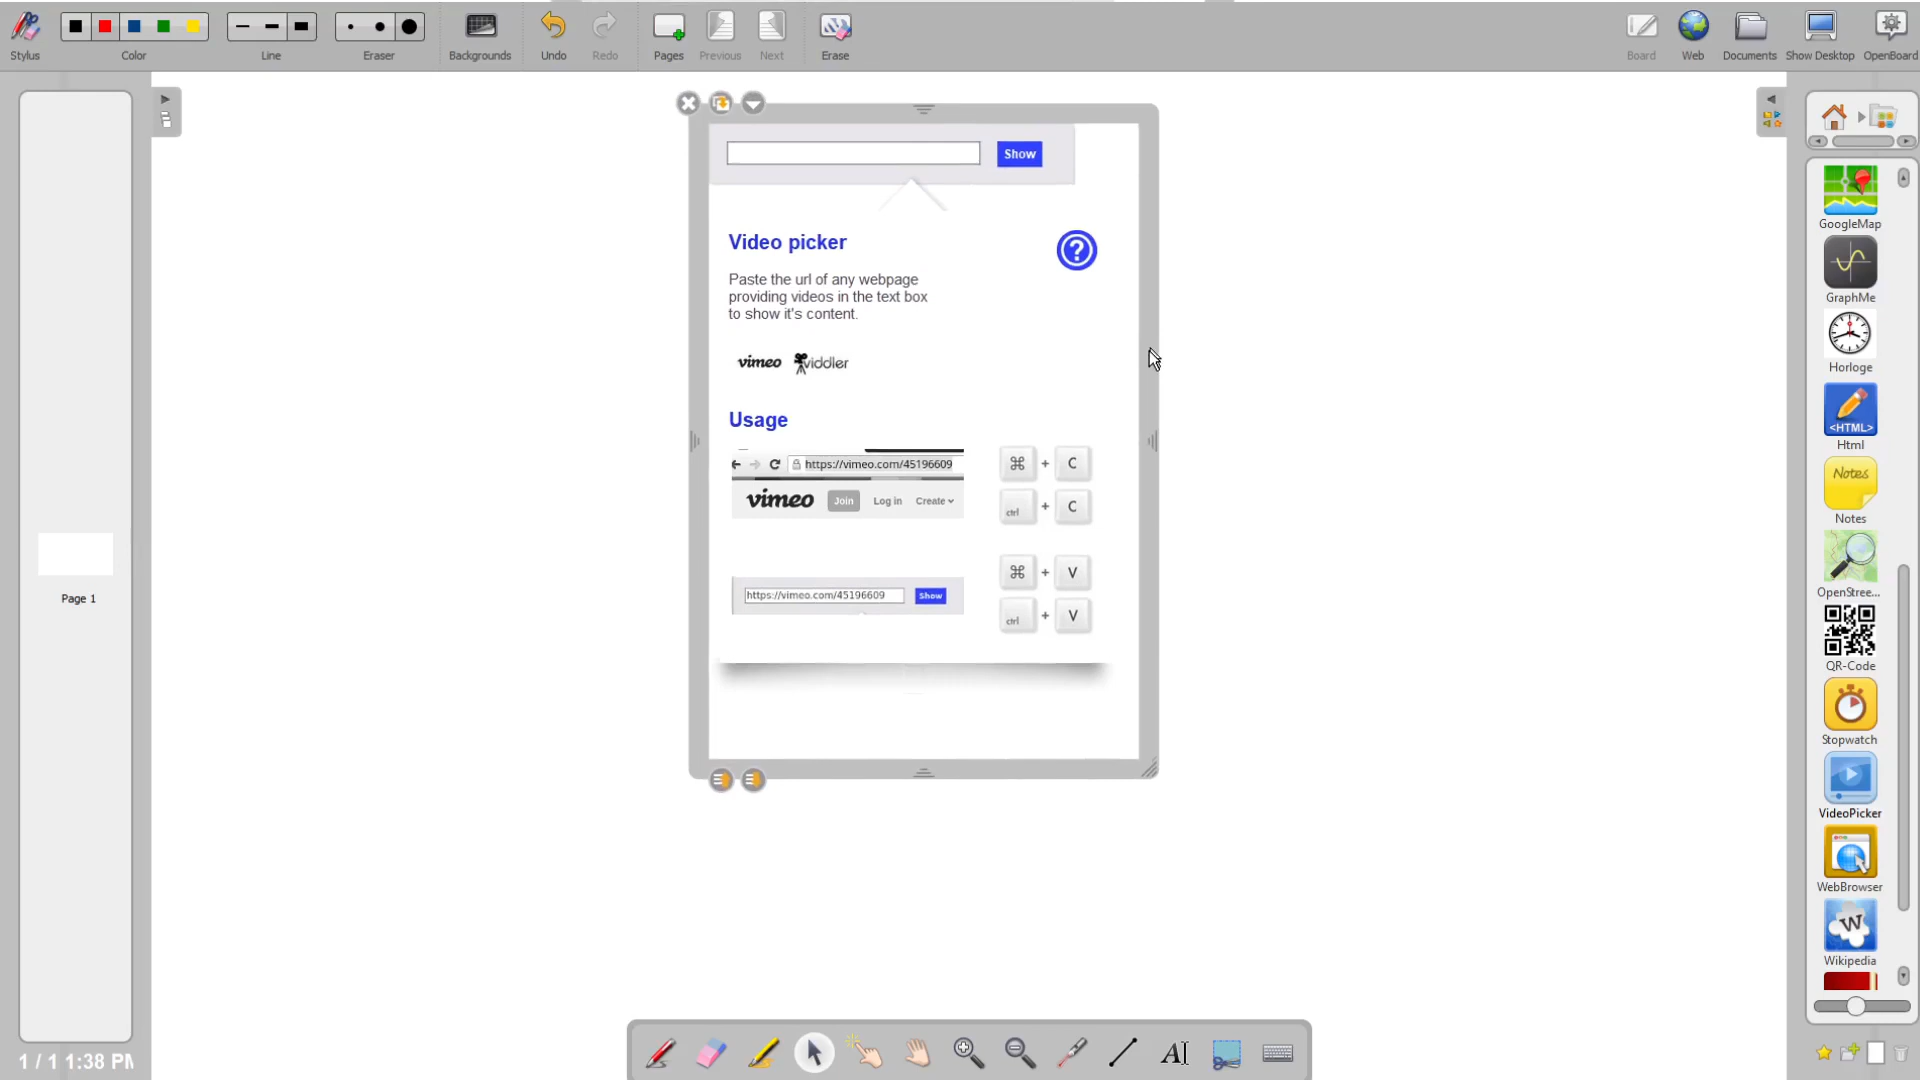 Stylus
Color
Line
Eraser
Backgrounds
Undo
Redo
Pages
Previous
Next
Erase
Board
Web
Documents
Show Desktop
OpenBoard
Show
Video picker
Paste the url of any webpage
providing videos in the text box
to show it's content.
vimeo viddler
Usage
https://vimeo.com/45196609
vimeo Join Log in Create
⌘ + C
ctrl + C
https://vimeo.com/45196609 Show
⌘ + V
ctrl + V
Page 1
1 / 1 1:38 PM
GoogleMap
GraphMe
Horloge
<HTML>
Html
Notes
Notes
OpenStree...
QR-Code
Stopwatch
VideoPicker
WebBrowser
W
Wikipedia
A